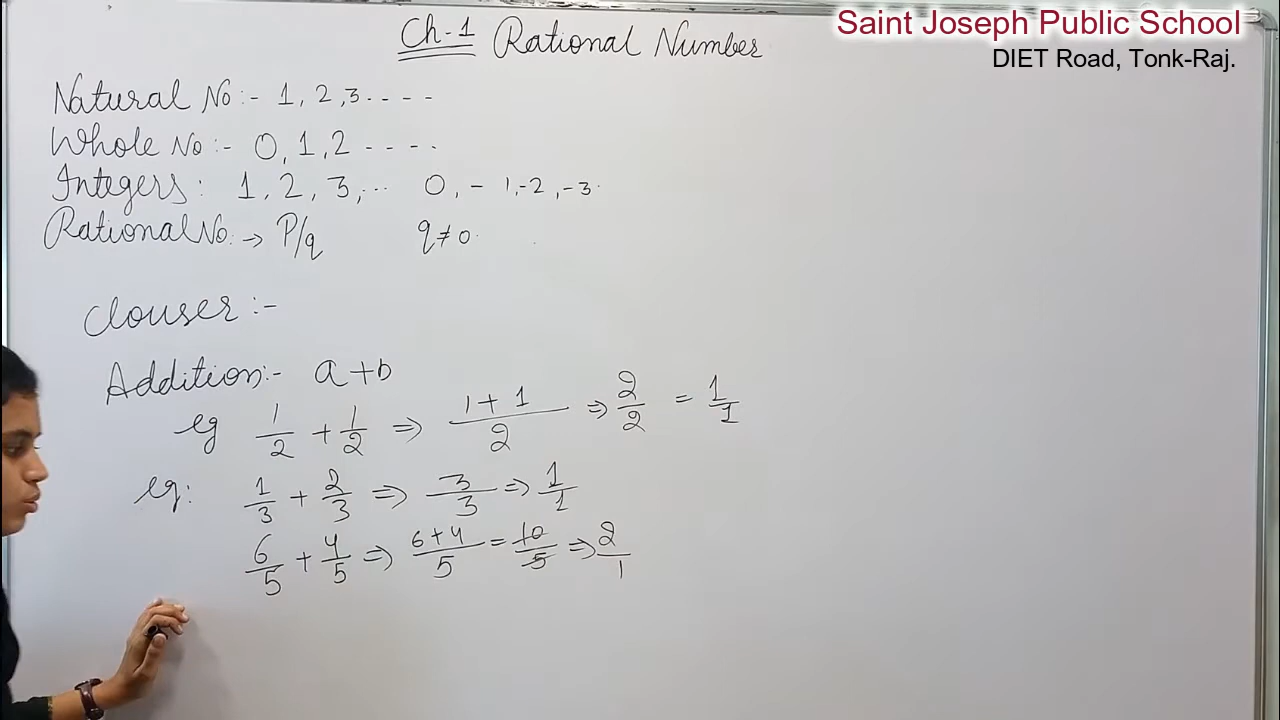 Saint Joseph Public School
DIET Road, Tonk-Raj.
Ch-1 Rational Number
Natural No :- 1, 2, 3 - - - -
Whole No :- 0, 1, 2 - - - -
Integers : 1, 2, 3, ... 0, - 1, -2, -3.
Rational No. : → P/q q ≠ 0.
Clouser :-
Addition :- a+b
eg 1/2 + 1/2 ⇒ 1+1/2 ⇒ 2/2 = 1/1
eg: 1/3 + 2/3 ⇒ 3/3 ⇒ 1/1
6/5 + 4/5 ⇒ 6+4/5 = 10/5 ⇒ 2/1